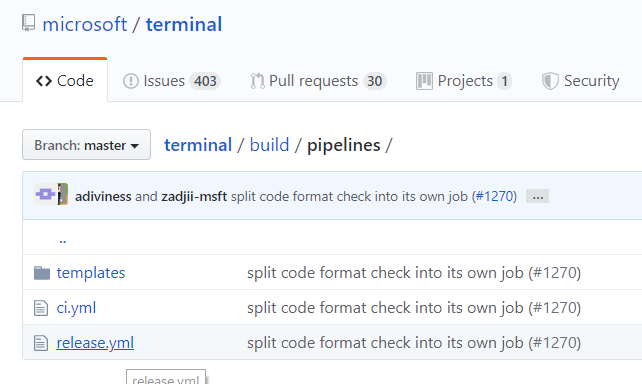 microsoft / terminal
Code Issues 403 Pull requests 30 Projects 1 Security
Branch: master terminal / build / pipelines /
adiviness and zadjii-msft split code format check into its own job (#1270) ...
..
templates split code format check into its own job (#1270)
ci.yml split code format check into its own job (#1270)
release.yml split code format check into its own job (#1270)
release.yml